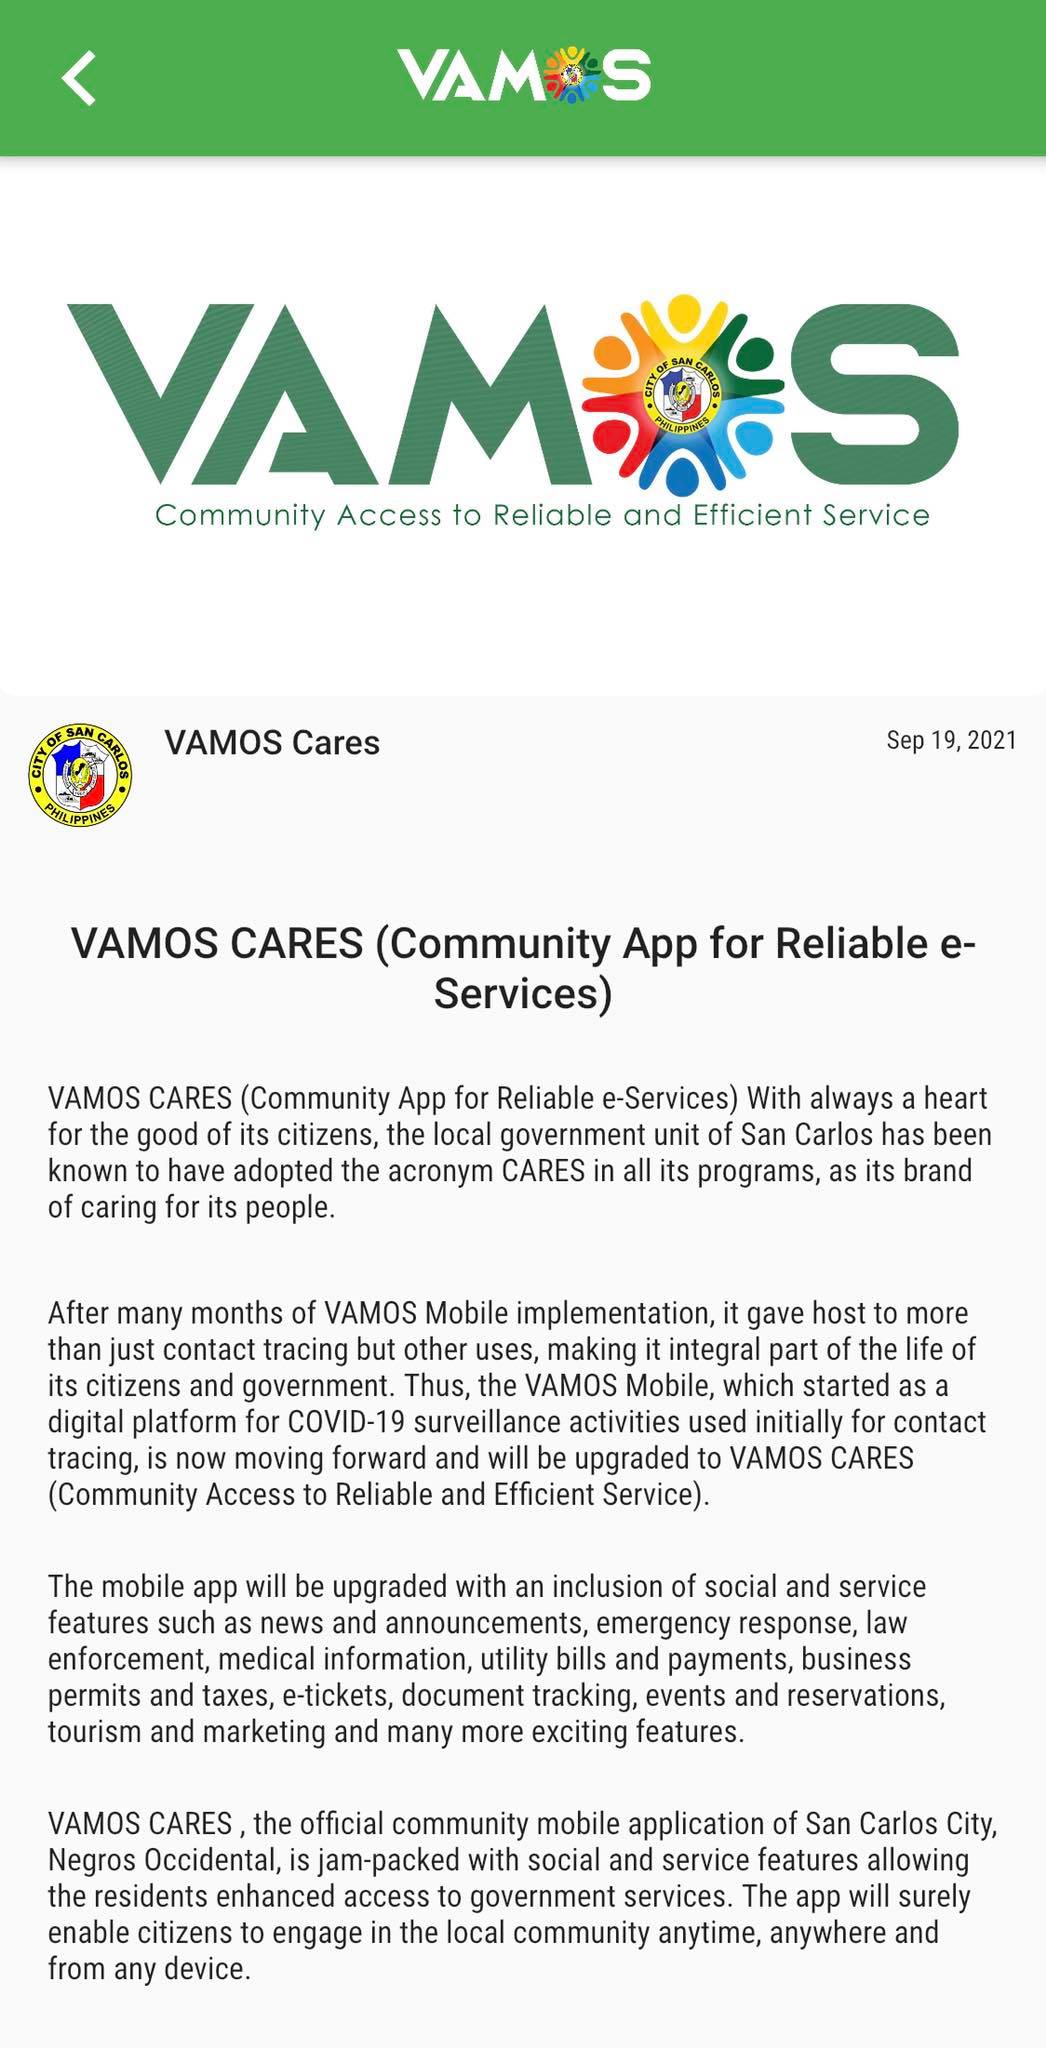 VAMOS
VAMOS
CITY OF SAN CARLOS
PHILIPPINES
Community Access to Reliable and Efficient Service
CITY OF SAN CARLOS
PHILIPPINES
VAMOS Cares
Sep 19, 2021
VAMOS CARES (Community App for Reliable e-
Services)
VAMOS CARES (Community App for Reliable e-Services) With always a heart
for the good of its citizens, the local government unit of San Carlos has been
known to have adopted the acronym CARES in all its programs, as its brand
of caring for its people.
After many months of VAMOS Mobile implementation, it gave host to more
than just contact tracing but other uses, making it integral part of the life of
its citizens and government. Thus, the VAMOS Mobile, which started as a
digital platform for COVID-19 surveillance activities used initially for contact
tracing, is now moving forward and will be upgraded to VAMOS CARES
(Community Access to Reliable and Efficient Service).
The mobile app will be upgraded with an inclusion of social and service
features such as news and announcements, emergency response, law
enforcement, medical information, utility bills and payments, business
permits and taxes, e-tickets, document tracking, events and reservations,
tourism and marketing and many more exciting features.
VAMOS CARES , the official community mobile application of San Carlos City,
Negros Occidental, is jam-packed with social and service features allowing
the residents enhanced access to government services. The app will surely
enable citizens to engage in the local community anytime, anywhere and
from any device.